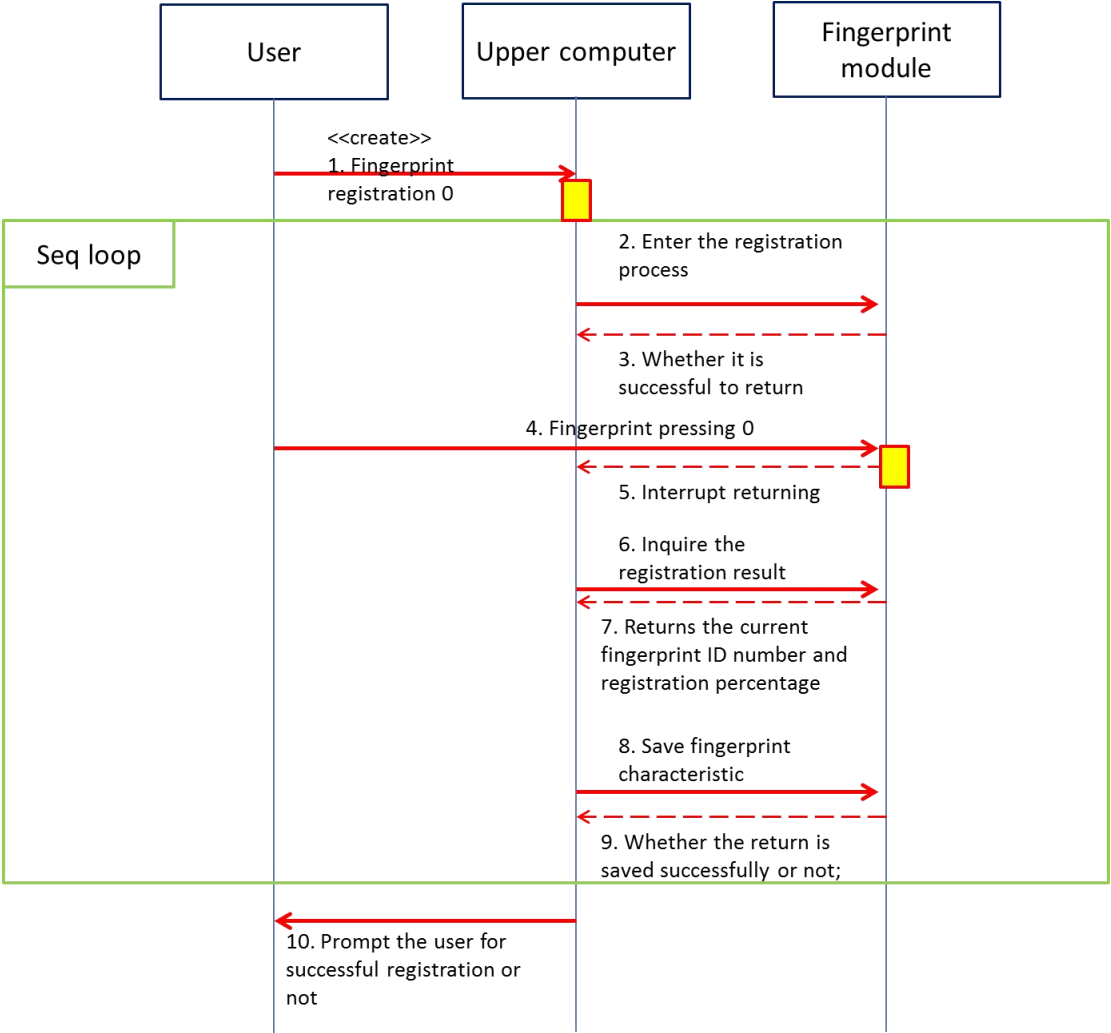 User
Upper computer
Fingerprint
module
<<create>>
1. Fingerprint
registration 0
Seq loop
2. Enter the registration
process
3. Whether it is
successful to return
4. Fingerprint pressing 0
5. Interrupt returning
6. Inquire the
registration result
7. Returns the current
fingerprint ID number and
registration percentage
8. Save fingerprint
characteristic
9. Whether the return is
saved successfully or not;
10. Prompt the user for
successful registration or
not